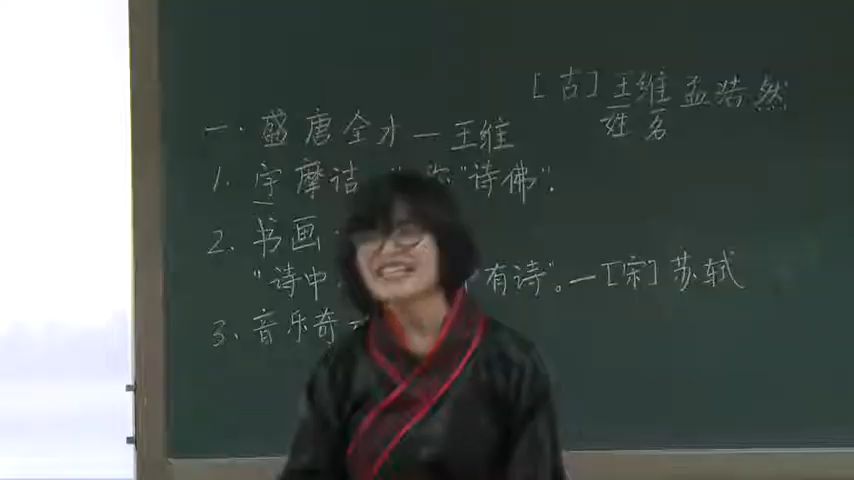 [古]王维 孟浩然
姓名
一. 盛唐全才—王维
1. 字摩诘 "诗佛".
2. 书画
"诗中 有诗"。—[宋]苏轼
3. 音乐奇